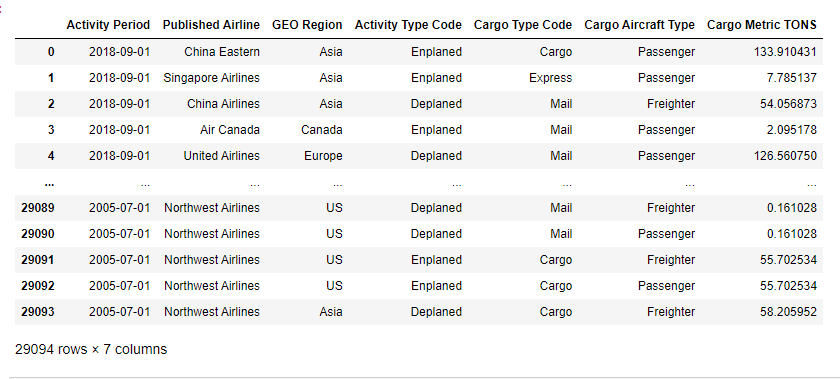 Activity Period Published Airline GEO Region Activity Type Code Cargo Type Code Cargo Aircraft Type Cargo Metric TONS
0 2018-09-01 China Eastern Asia Enplaned Cargo Passenger 133.910431
1 2018-09-01 Singapore Airlines Asia Enplaned Express Passenger 7.785137
2 2018-09-01 China Airlines Asia Deplaned Mail Freighter 54.056873
3 2018-09-01 Air Canada Canada Enplaned Mail Passenger 2.095178
4 2018-09-01 United Airlines Europe Deplaned Mail Passenger 126.560750
... ... ... ... ... ... ... ...
29089 2005-07-01 Northwest Airlines US Deplaned Mail Freighter 0.161028
29090 2005-07-01 Northwest Airlines US Deplaned Mail Passenger 0.161028
29091 2005-07-01 Northwest Airlines US Enplaned Cargo Freighter 55.702534
29092 2005-07-01 Northwest Airlines US Enplaned Cargo Passenger 55.702534
29093 2005-07-01 Northwest Airlines Asia Deplaned Cargo Freighter 58.205952
29094 rows × 7 columns